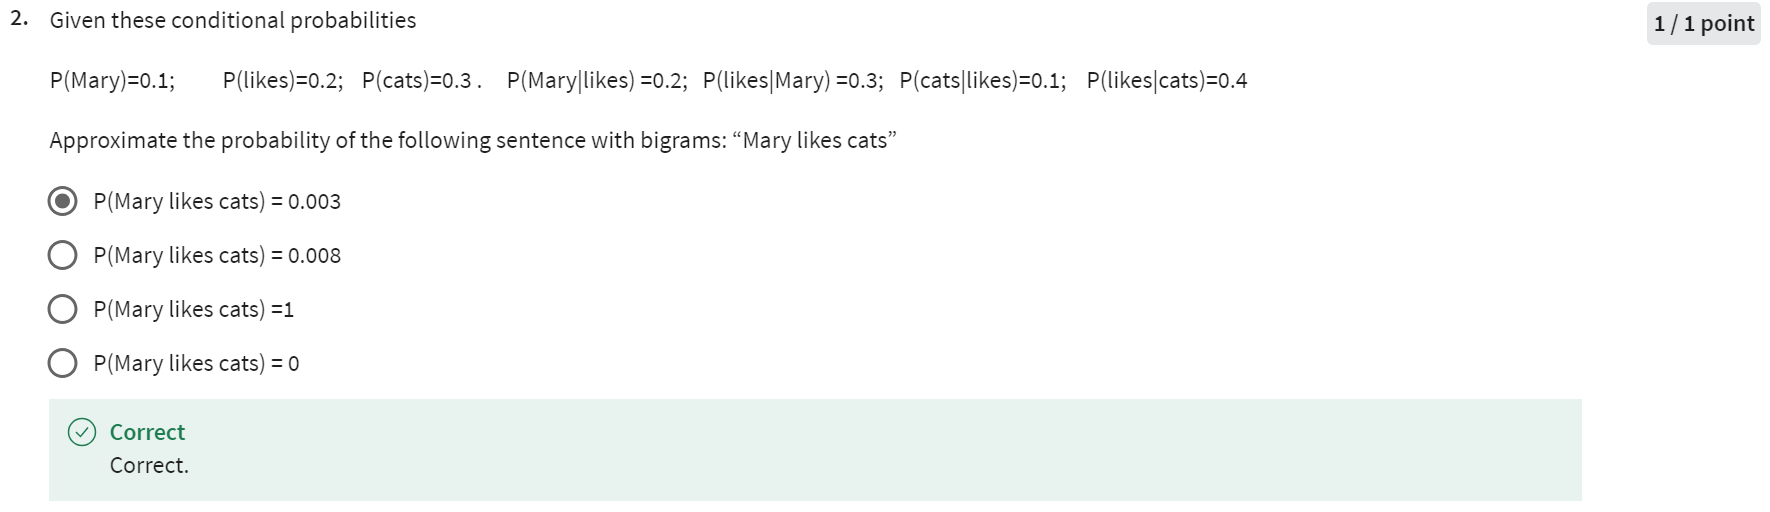 2. Given these conditional probabilities
1 / 1 point
P(Mary)=0.1; P(likes)=0.2; P(cats)=0.3 . P(Mary|likes) =0.2; P(likes|Mary) =0.3; P(cats|likes)=0.1; P(likes|cats)=0.4
Approximate the probability of the following sentence with bigrams: “Mary likes cats”
P(Mary likes cats) = 0.003
P(Mary likes cats) = 0.008
P(Mary likes cats) =1
P(Mary likes cats) = 0
Correct
Correct.